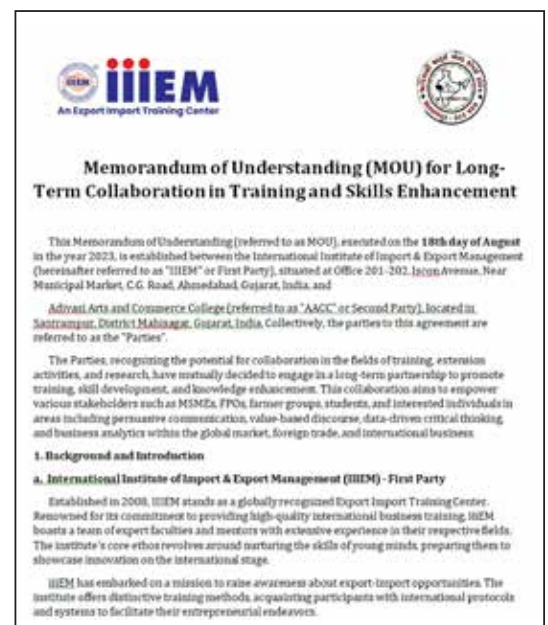 iiiEM
An Export Import Training Center
Memorandum of Understanding (MOU) for Long-
Term Collaboration in Training and Skills Enhancement
This Memorandum of Understanding (referred to as MOU), executed on the 18th day of August
in the year 2023, is established between the International Institute of Import & Export Management
(hereinafter referred to as "IIIEM" or First Party), situated at Office 201-202, Iscon Avenue, Near
Municipal Market, C.G. Road, Ahmedabad, Gujarat, India, and
Adivasi Arts and Commerce College (referred to as "AACC" or Second Party), located in
Santrampur, District Mahisagar, Gujarat, India. Collectively, the parties to this agreement are
referred to as the "Parties".
The Parties, recognizing the potential for collaboration in the fields of training, extension
activities, and research, have mutually decided to engage in a long-term partnership to promote
training, skill development, and knowledge enhancement. This collaboration aims to empower
various stakeholders such as MSMEs, FPOs, farmer groups, students, and interested individuals in
areas including persuasive communication, value-based discourse, data-driven critical thinking,
and business analytics within the global market, foreign trade, and international business
1. Background and Introduction
a. International Institute of Import & Export Management (IIIEM) - First Party
Established in 2008, IIIEM stands as a globally recognized Export Import Training Center.
Renowned for its commitment to providing high-quality international business training, IIIEM
boasts a team of expert faculties and mentors with extensive experience in their respective fields.
The institute's core ethos revolves around nurturing the skills of young minds, preparing them to
showcase innovation on the international stage.
iiiEM has embarked on a mission to raise awareness about export-import opportunities. The
institute offers distinctive training methods, acquainting participants with international protocols
and systems to facilitate their entrepreneurial endeavors.